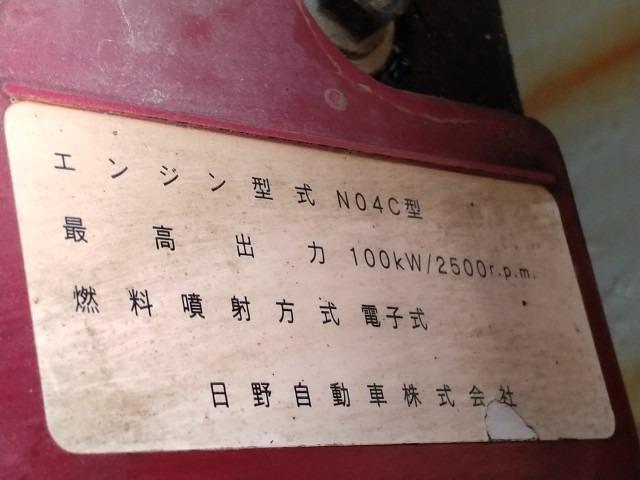 エンジン型式 N04C型
最高出力 100kW/2500r.p.m.
燃料噴射方式 電子式
日野自動車株式会社